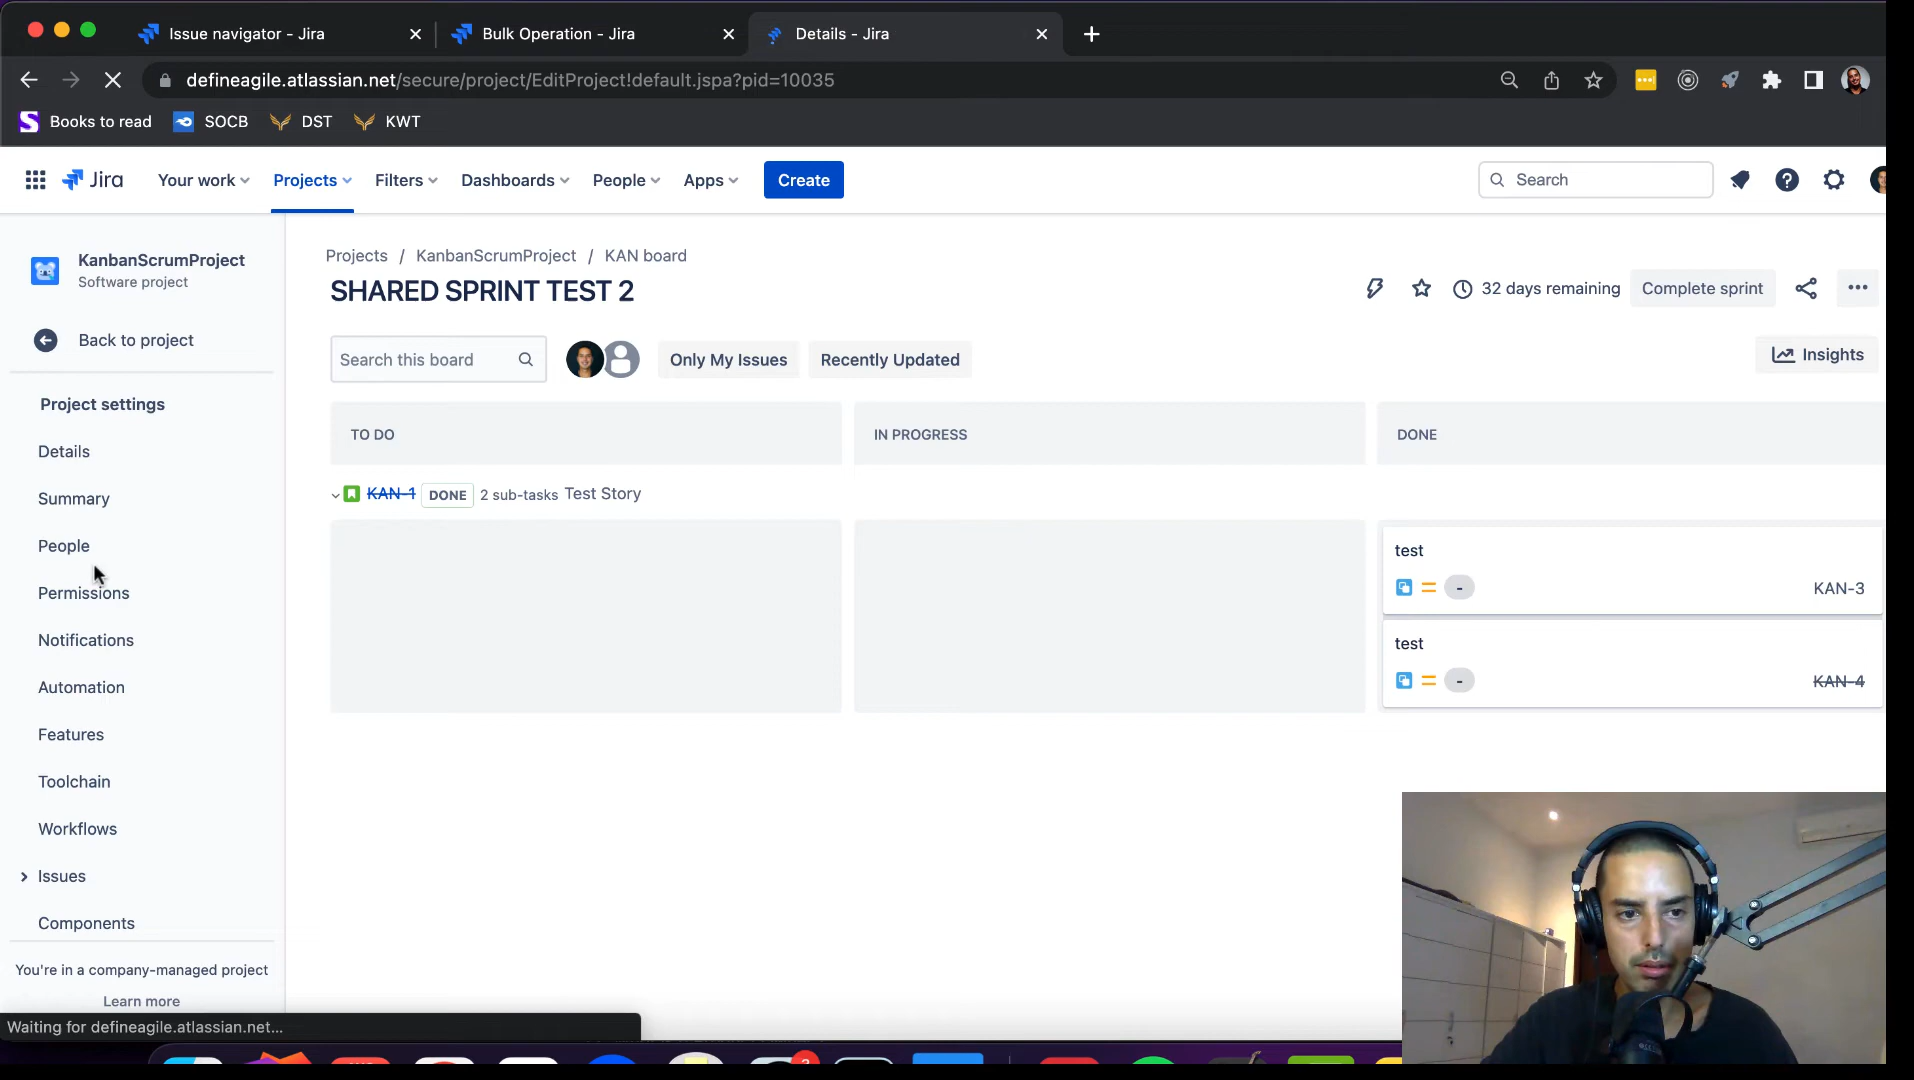 Issue navigator - Jira
Bulk Operation - Jira
Details - Jira
defineagile.atlassian.net/secure/project/EditProject!default.jspa?pid=10035
Books to read
SOCB
DST
KWT
Jira
Your work
Projects
Filters
Dashboards
People
Apps
Create
Search
KanbanScrumProject
Software project
Back to project
Project settings
Details
Summary
People
Permissions
Notifications
Automation
Features
Toolchain
Workflows
Issues
Components
You're in a company-managed project
Learn more
Waiting for defineagile.atlassian.net...
Projects / KanbanScrumProject / KAN board
SHARED SPRINT TEST 2
32 days remaining
Complete sprint
Search this board
Only My Issues
Recently Updated
Insights
TO DO
IN PROGRESS
DONE
KAN-1 DONE 2 sub-tasks Test Story
test
-
KAN-3
test
-
KAN-4